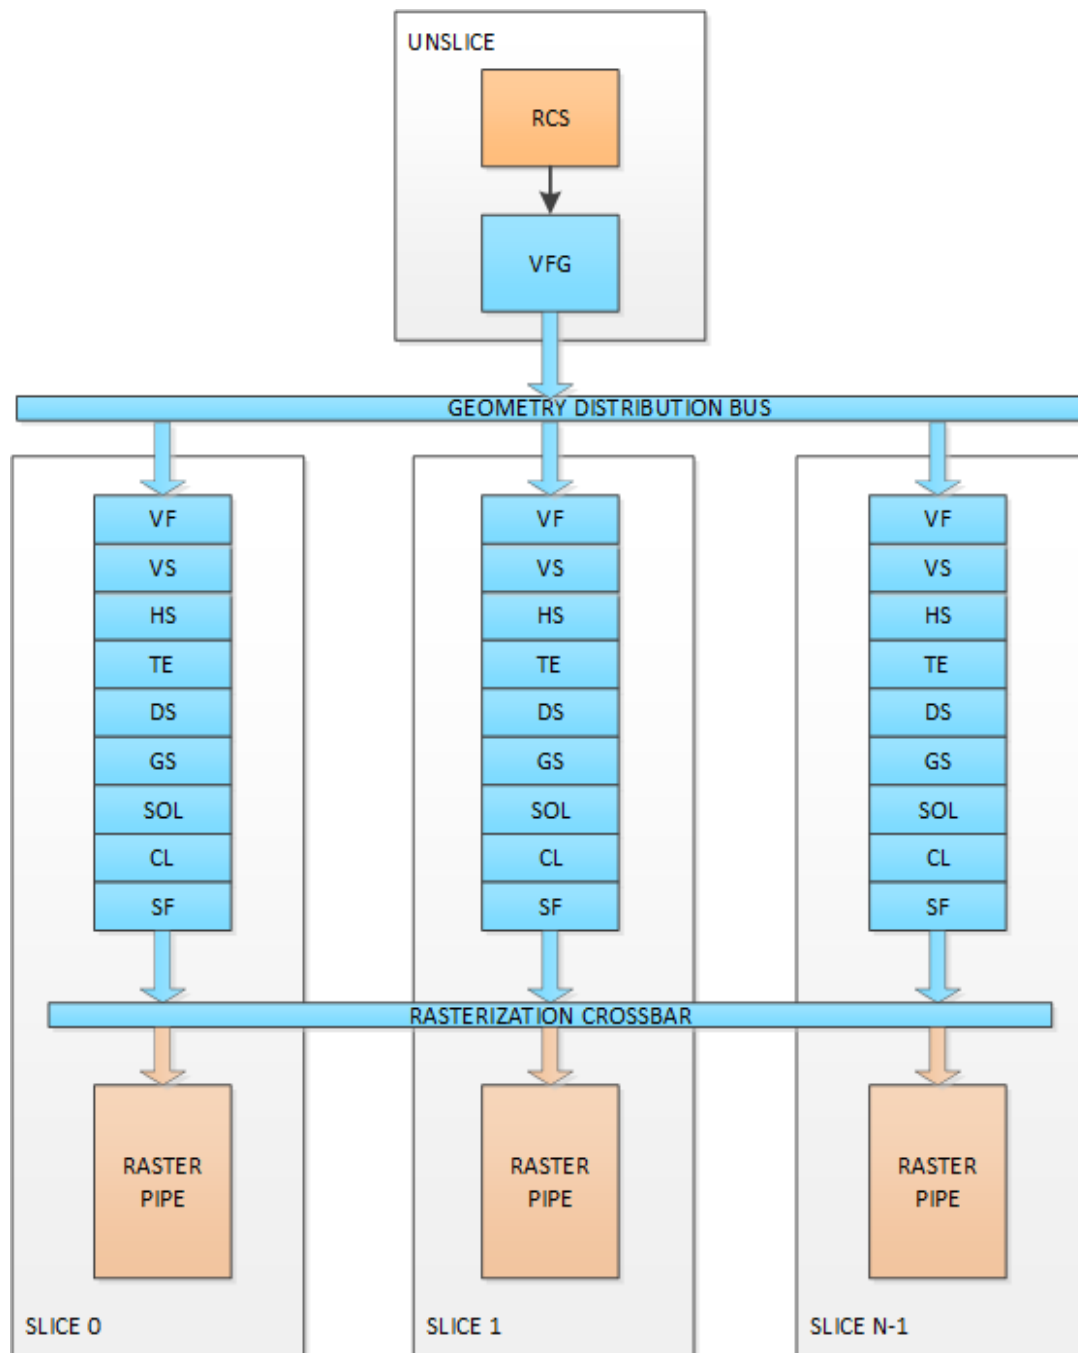 UNSLICE
RCS
VFG
GEOMETRY DISTRIBUTION BUS
VF
VS
HS
TE
DS
GS
SOL
CL
SF
VF
VS
HS
TE
DS
GS
SOL
CL
SF
VF
VS
HS
TE
DS
GS
SOL
CL
SF
RASTERIZATION CROSSBAR
RASTER
PIPE
RASTER
PIPE
RASTER
PIPE
SLICE 0
SLICE 1
SLICE N-1